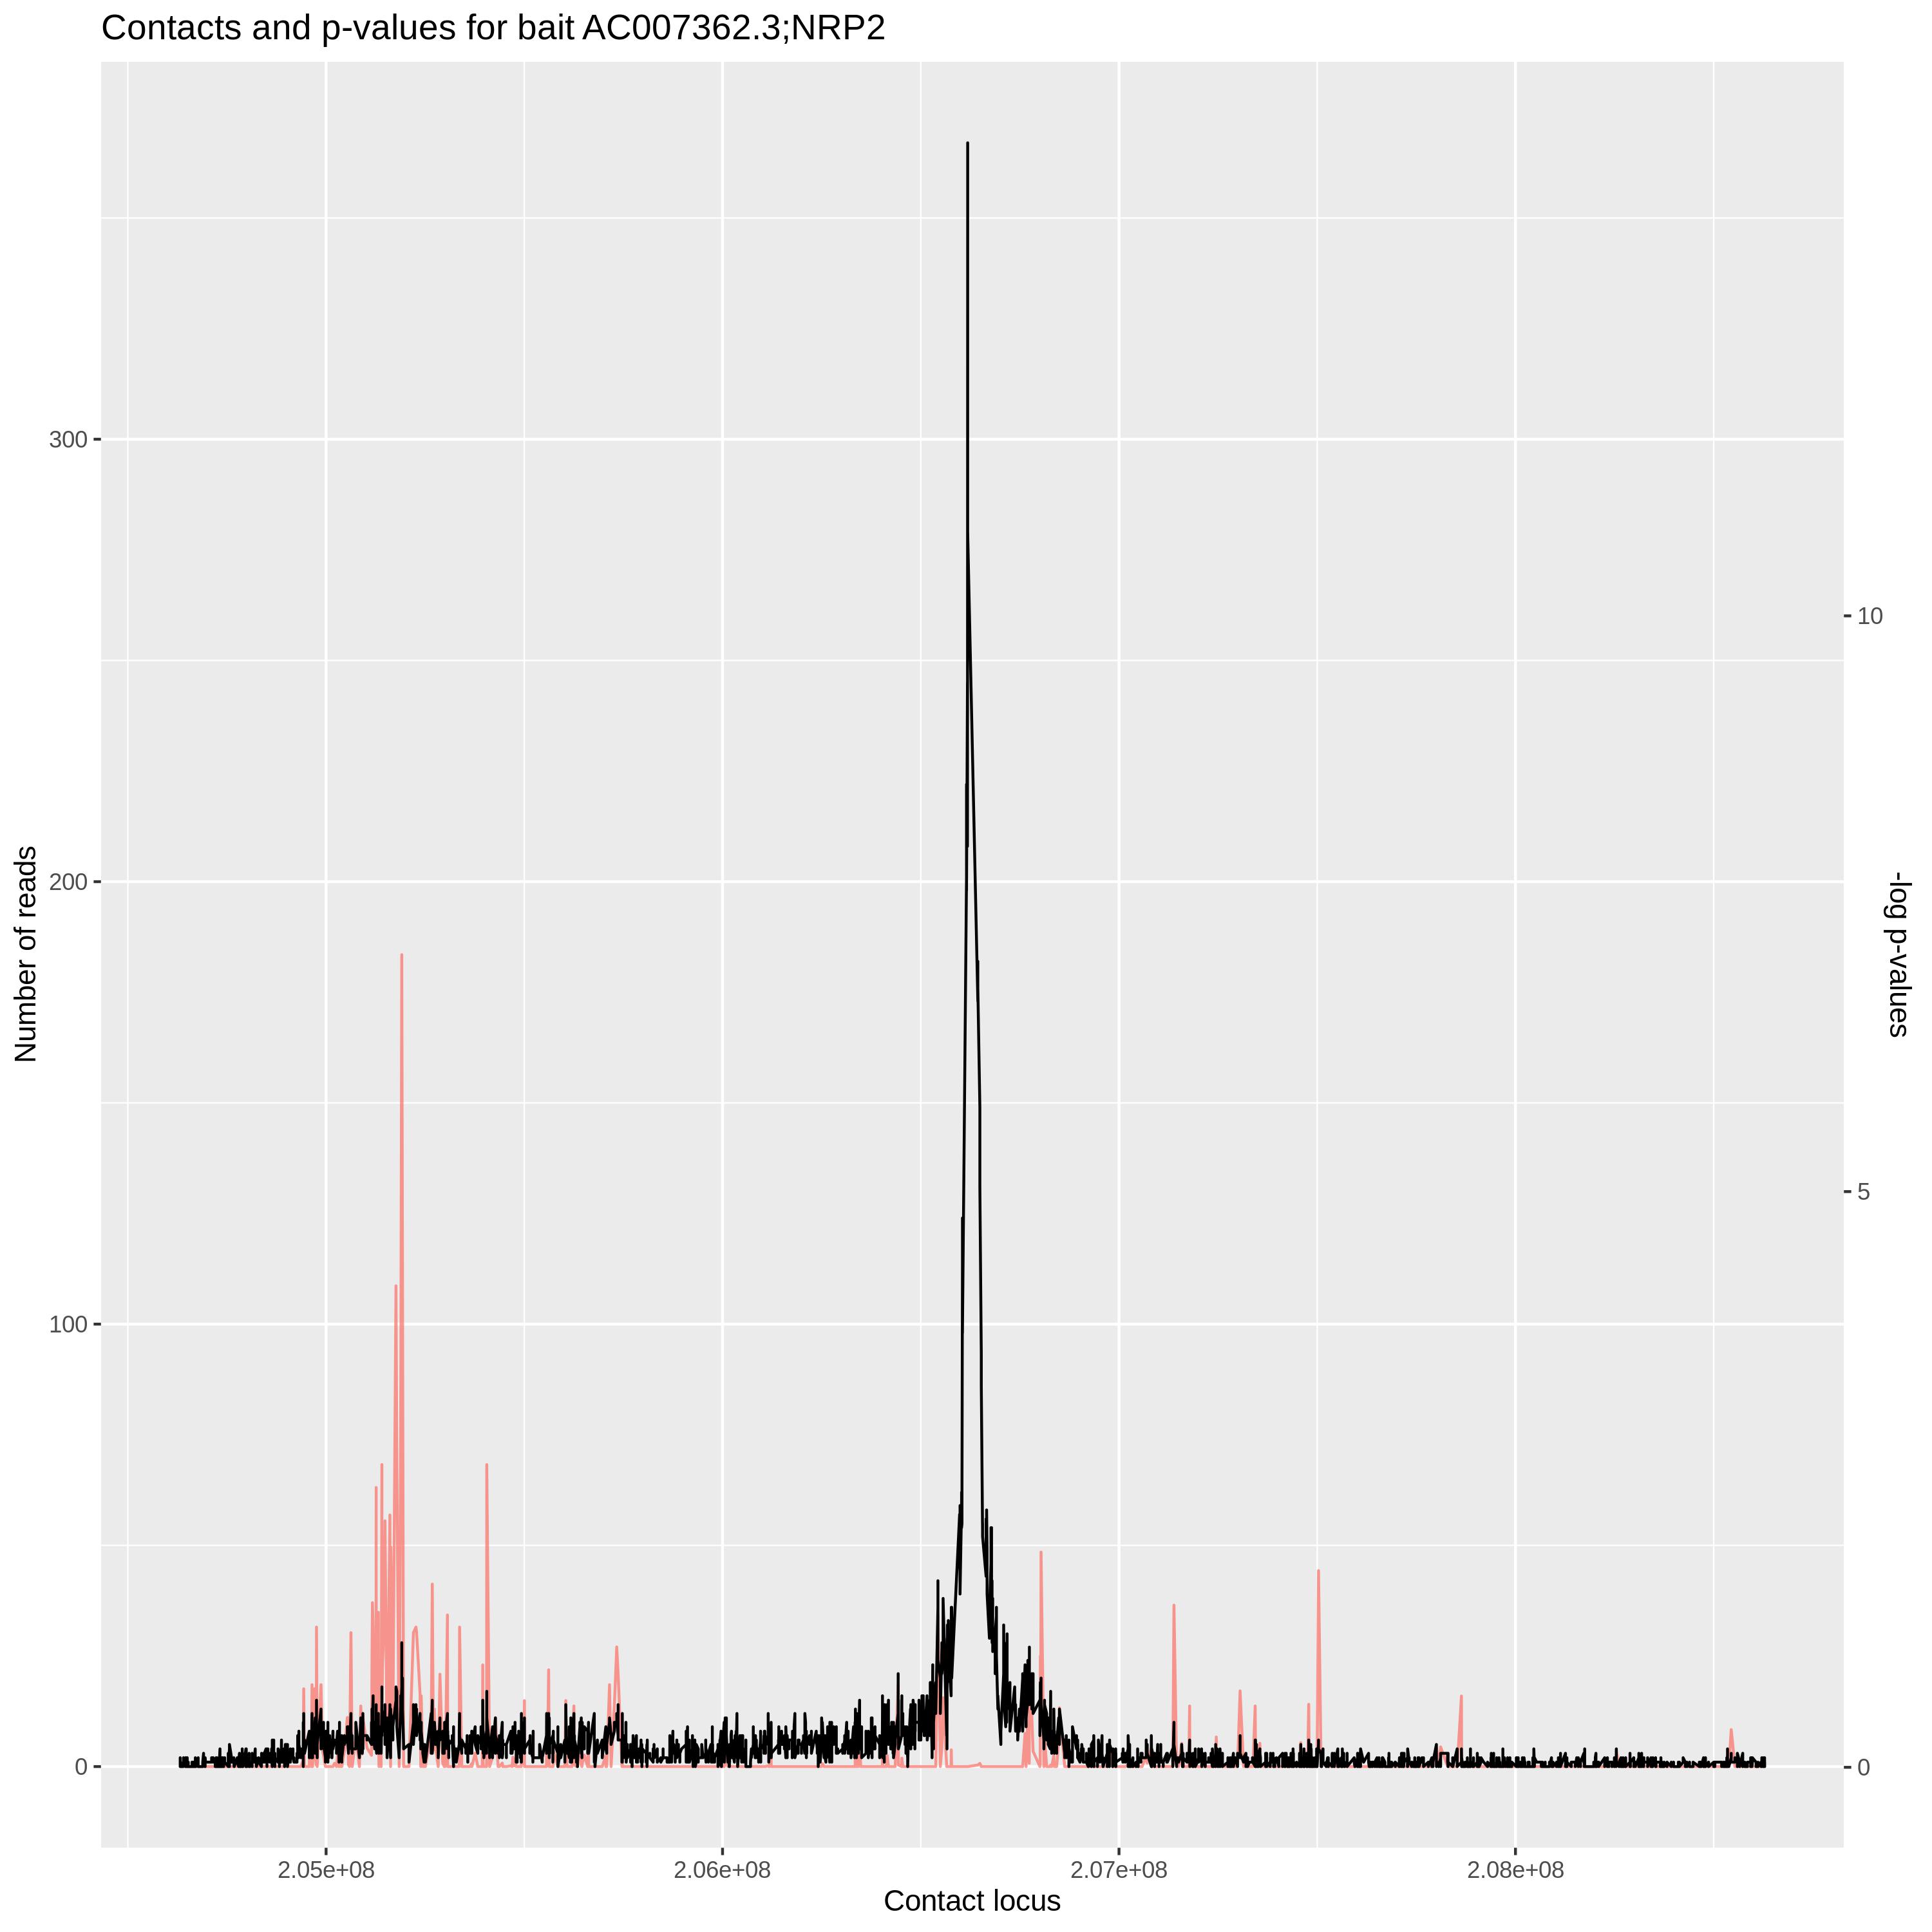 Contacts and p-values for bait AC007362.3;NRP2
Number of reads
300
200
100
0
10
5
0
-log p-values
2.05e+08
2.06e+08
2.07e+08
2.08e+08
Contact locus